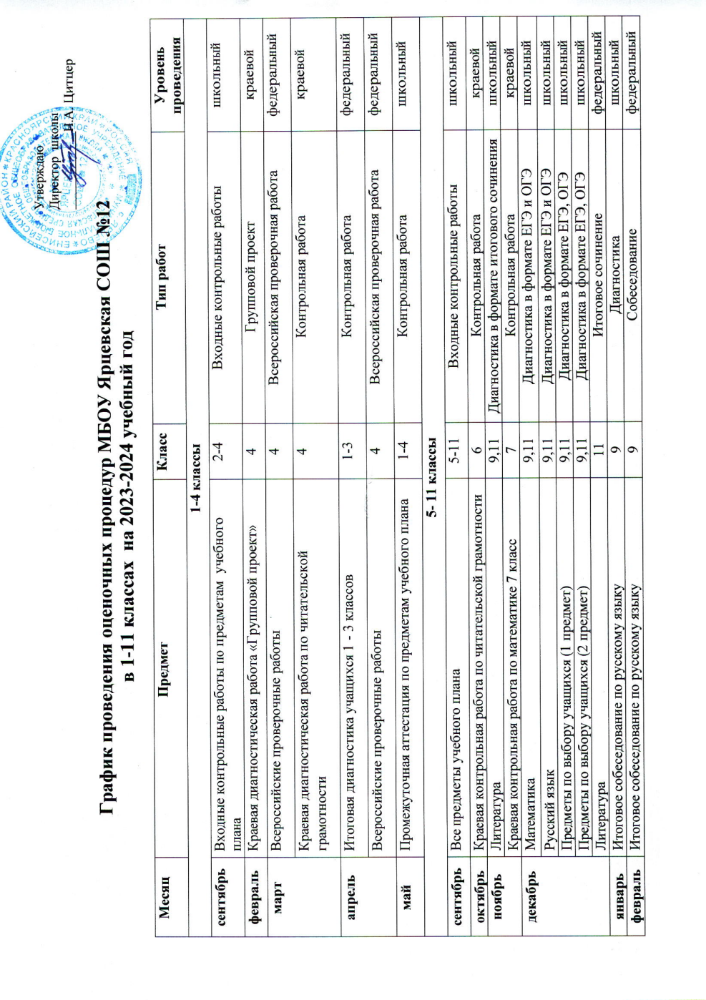 Утверждаю
Директор школы
И.А. Цитцер
График проведения оценочных процедур МБОУ Ярцевская СОШ №12
в 1-11 классах на 2023-2024 учебный год
Месяц Предмет Класс Тип работ Уровень проведения
1-4 классы
сентябрь Входные контрольные работы по предметам учебного плана 2-4 Входные контрольные работы школьный
февраль Краевая диагностическая работа «Групповой проект» 4 Групповой проект краевой
март Всероссийские проверочные работы 4 Всероссийская проверочная работа федеральный
Краевая диагностическая работа по читательской грамотности 4 Контрольная работа краевой
апрель Итоговая диагностика учащихся 1 - 3 классов 1-3 Контрольная работа федеральный
Всероссийские проверочные работы 4 Всероссийская проверочная работа федеральный
май Промежуточная аттестация по предметам учебного плана 1-4 Контрольная работа школьный
5- 11 классы
сентябрь Все предметы учебного плана 5-11 Входные контрольные работы школьный
октябрь Краевая контрольная работа по читательской грамотности 6 Контрольная работа краевой
ноябрь Литература 9,11 Диагностика в формате итогового сочинения школьный
Краевая контрольная работа по математике 7 класс 7 Контрольная работа краевой
декабрь Математика 9,11 Диагностика в формате ЕГЭ и ОГЭ школьный
Русский язык 9,11 Диагностика в формате ЕГЭ и ОГЭ школьный
Предметы по выбору учащихся (1 предмет) 9,11 Диагностика в формате ЕГЭ, ОГЭ школьный
Предметы по выбору учащихся (2 предмет) 9,11 Диагностика в формате ЕГЭ, ОГЭ школьный
Литература 11 Итоговое сочинение федеральный
январь Итоговое собеседование по русскому языку 9 Диагностика школьный
февраль Итоговое собеседование по русскому языку 9 Собеседование федеральный